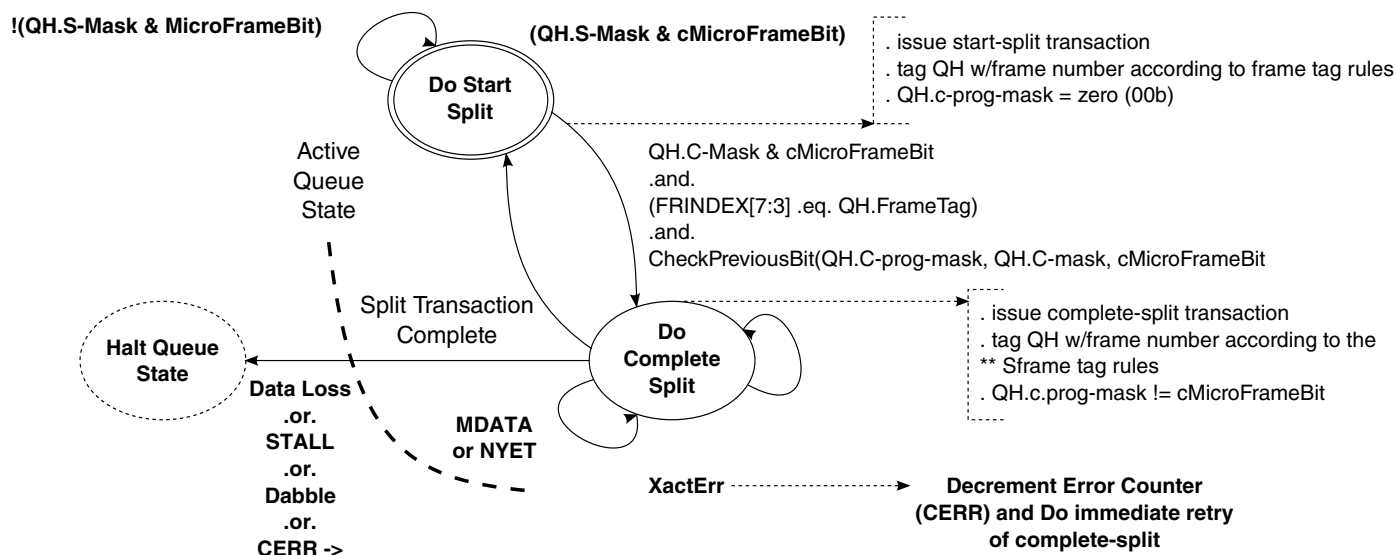 !(QH.S-Mask & MicroFrameBit)
(QH.S-Mask & cMicroFrameBit)
. issue start-split transaction
. tag QH w/frame number according to frame tag rules
. QH.c-prog-mask = zero (00b)
Do Start
Split
Active
Queue
State
QH.C-Mask & cMicroFrameBit
.and.
(FRINDEX[7:3] .eq. QH.FrameTag)
.and.
CheckPreviousBit(QH.C-prog-mask, QH.C-mask, cMicroFrameBit
Split Transaction
Complete
Halt Queue
State
Do
Complete
Split
. issue complete-split transaction
. tag QH w/frame number according to the
** Sframe tag rules
. QH.c.prog-mask != cMicroFrameBit
Data Loss
.or.
STALL
.or.
Dabble
.or.
CERR ->
MDATA
or NYET
XactErr
Decrement Error Counter
(CERR) and Do immediate retry
of complete-split